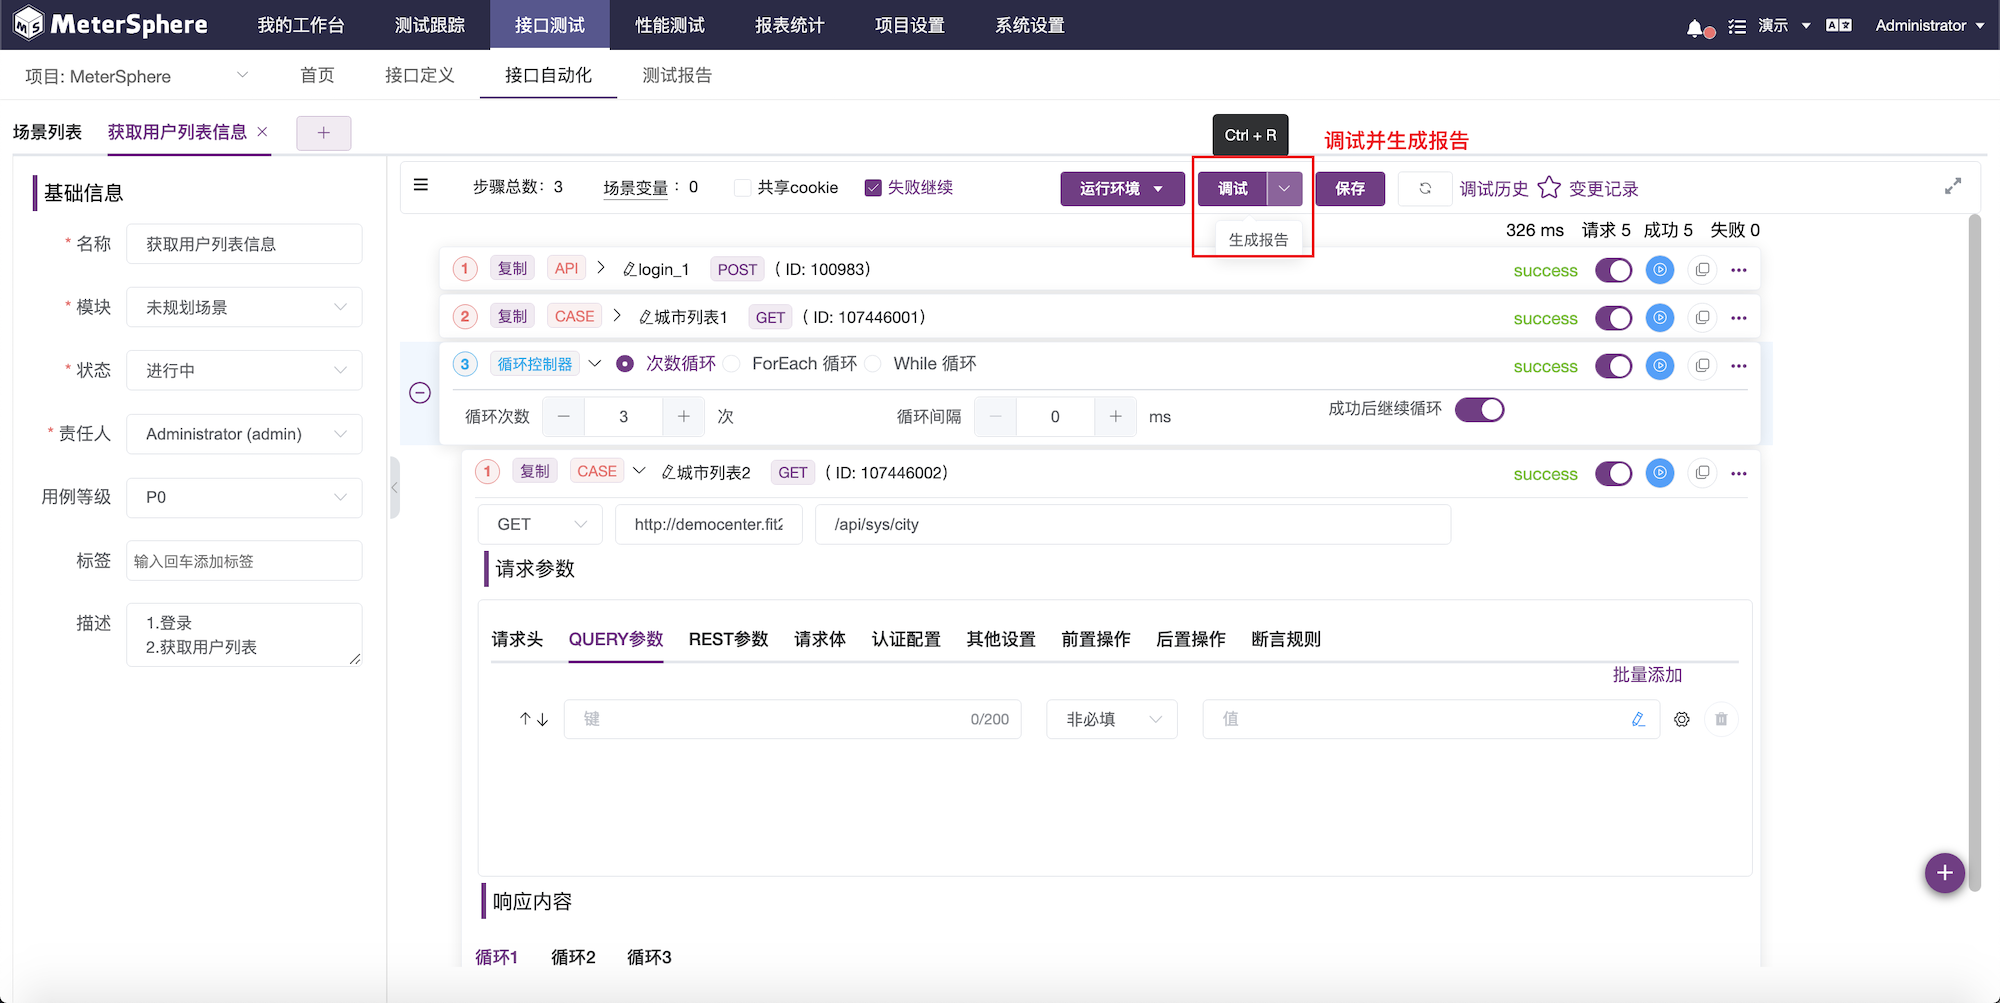 MeterSphere 我的工作台 测试跟踪 接口测试 性能测试 报表统计 项目设置 系统设置 演示 Administrator
项目: MeterSphere 首页 接口定义 接口自动化 测试报告
场景列表 获取用户列表信息 Ctrl + R 调试并生成报告
基础信息
* 名称 获取用户列表信息
* 模块 未规划场景
* 状态 进行中
* 责任人 Administrator (admin)
用例等级 P0
标签 输入回车添加标签
描述 1.登录
2.获取用户列表
步骤总数: 3 场景变量 : 0 共享cookie 失败继续 运行环境 调试 保存 调试历史 变更记录
生成报告
326 ms 请求 5 成功 5 失败 0
1 复制 API login_1 POST ( ID: 100983) success
2 复制 CASE 城市列表1 GET ( ID: 107446001) success
3 循环控制器 次数循环 ForEach 循环 While 循环 success
循环次数 3 次 循环间隔 0 ms 成功后继续循环
1 复制 CASE 城市列表2 GET ( ID: 107446002) success
GET http://democenter.fit2 /api/sys/city
请求参数
请求头 QUERY参数 REST参数 请求体 认证配置 其他设置 前置操作 后置操作 断言规则
批量添加
键 0/200 非必填 值
响应内容
循环1 循环2 循环3